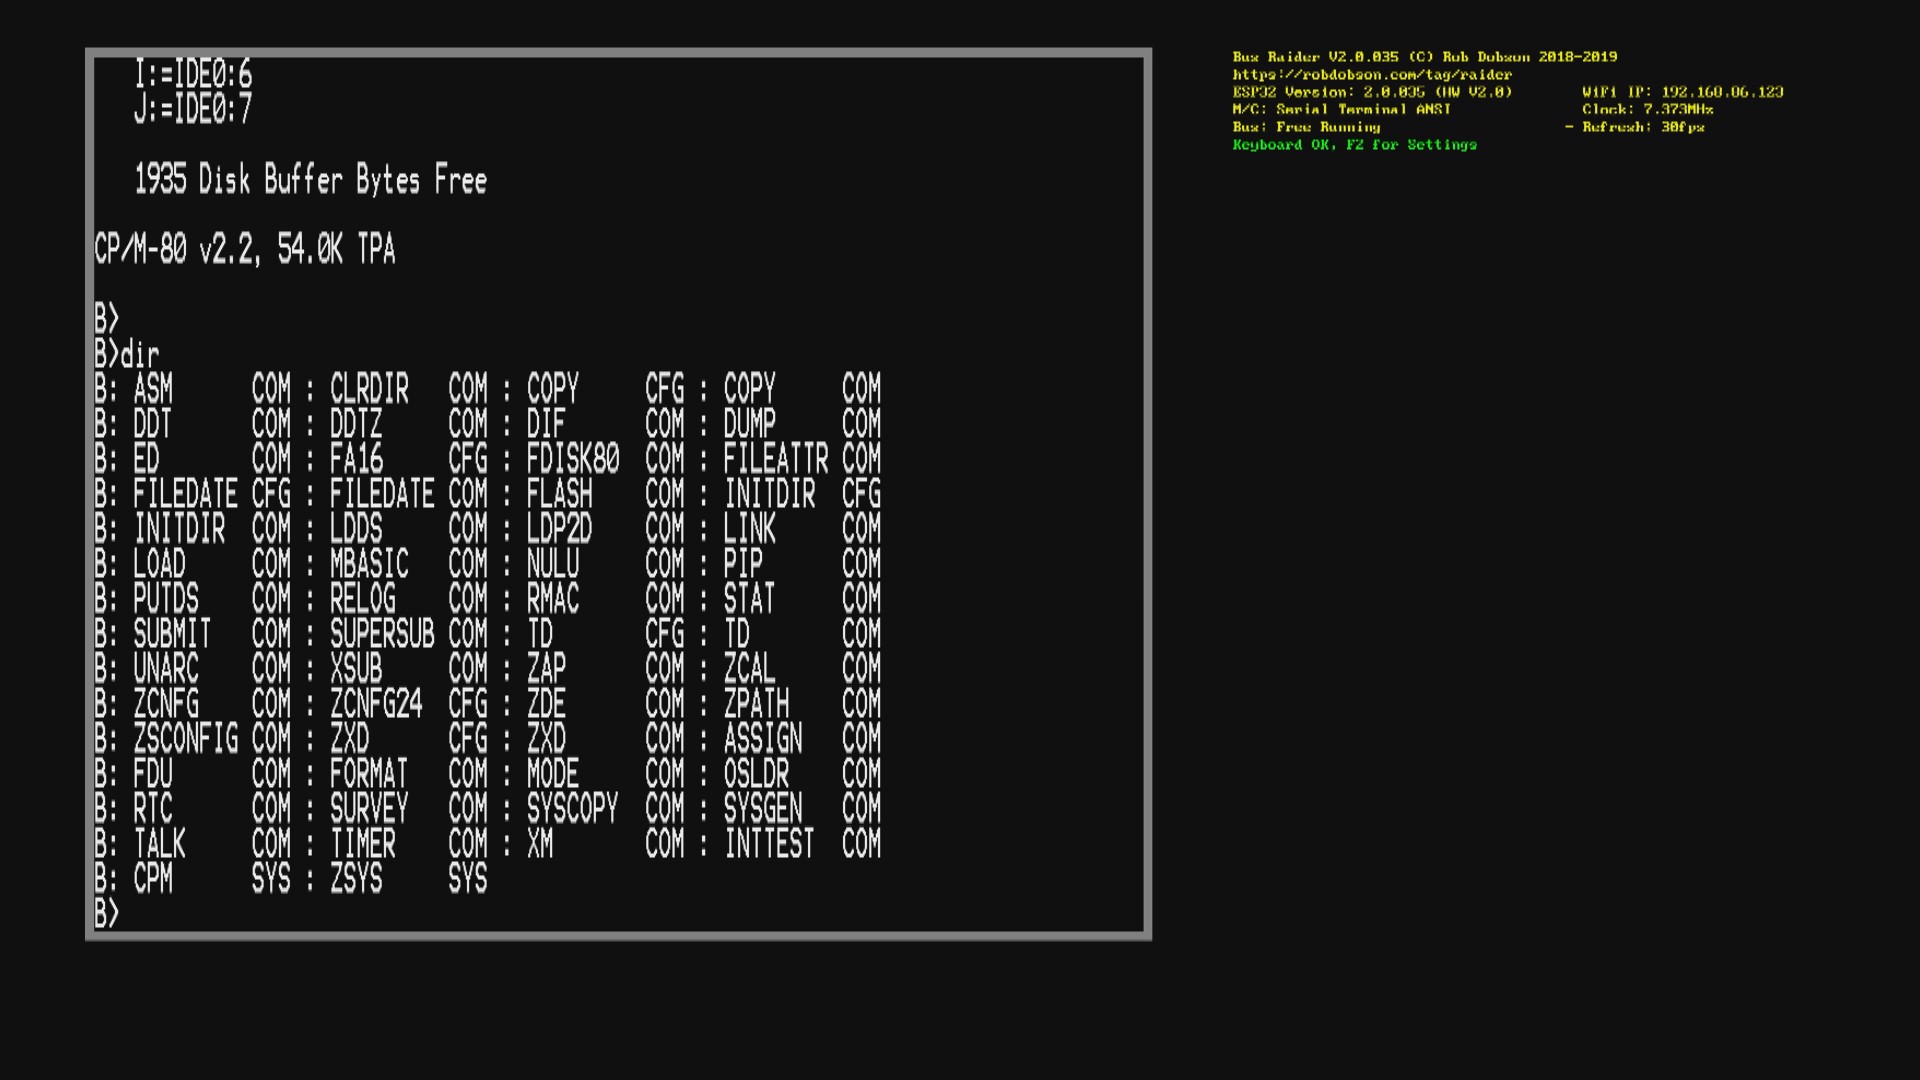 I:=IDE0:6
J:=IDE0:7
1935 Disk Buffer Bytes Free
CP/M-80 v2.2, 54.0K TPA
B>
B>dir
B: ASM      COM : CLRDIR   COM : COPY     CFG : COPY     COM
B: DDT      COM : DDTZ     COM : DIF      COM : DUMP     COM
B: ED       COM : FA16     CFG : FDISK80  COM : FILEATTR COM
B: FILEDATE CFG : FILEDATE COM : FLASH    COM : INITDIR  CFG
B: INITDIR  COM : LDDS     COM : LDP2D    COM : LINK     COM
B: LOAD     COM : MBASIC   COM : NULU     COM : PIP      COM
B: PUTDS    COM : RELOG    COM : RMAC     COM : STAT     COM
B: SUBMIT   COM : SUPERSUB COM : TD       CFG : TD       COM
B: UNARC    COM : XSUB     COM : ZAP      COM : ZCAL     COM
B: ZCNFG    COM : ZCNFG24  CFG : ZDE      COM : ZPATH    COM
B: ZSCONFIG COM : ZXD      CFG : ZXD      COM : ASSIGN   COM
B: FDU      COM : FORMAT   COM : MODE     COM : OSLDR    COM
B: RTC      COM : SURVEY   COM : SYSCOPY  COM : SYSGEN   COM
B: TALK     COM : TIMER    COM : XM       COM : INTTEST  COM
B: CPM      SYS : ZSYS     SYS
B>
Bus Raider V2.0.035 (C) Rob Dobson 2018-2019
https://robdobson.com/tag/raider
ESP32 Version: 2.0.035 (HW V2.0)        WiFi IP: 192.168.86.123
M/C: Serial Terminal ANSI               Clock: 7.373MHz
Bus: Free Running                     - Refresh: 30fps
Keyboard OK, F2 for Settings